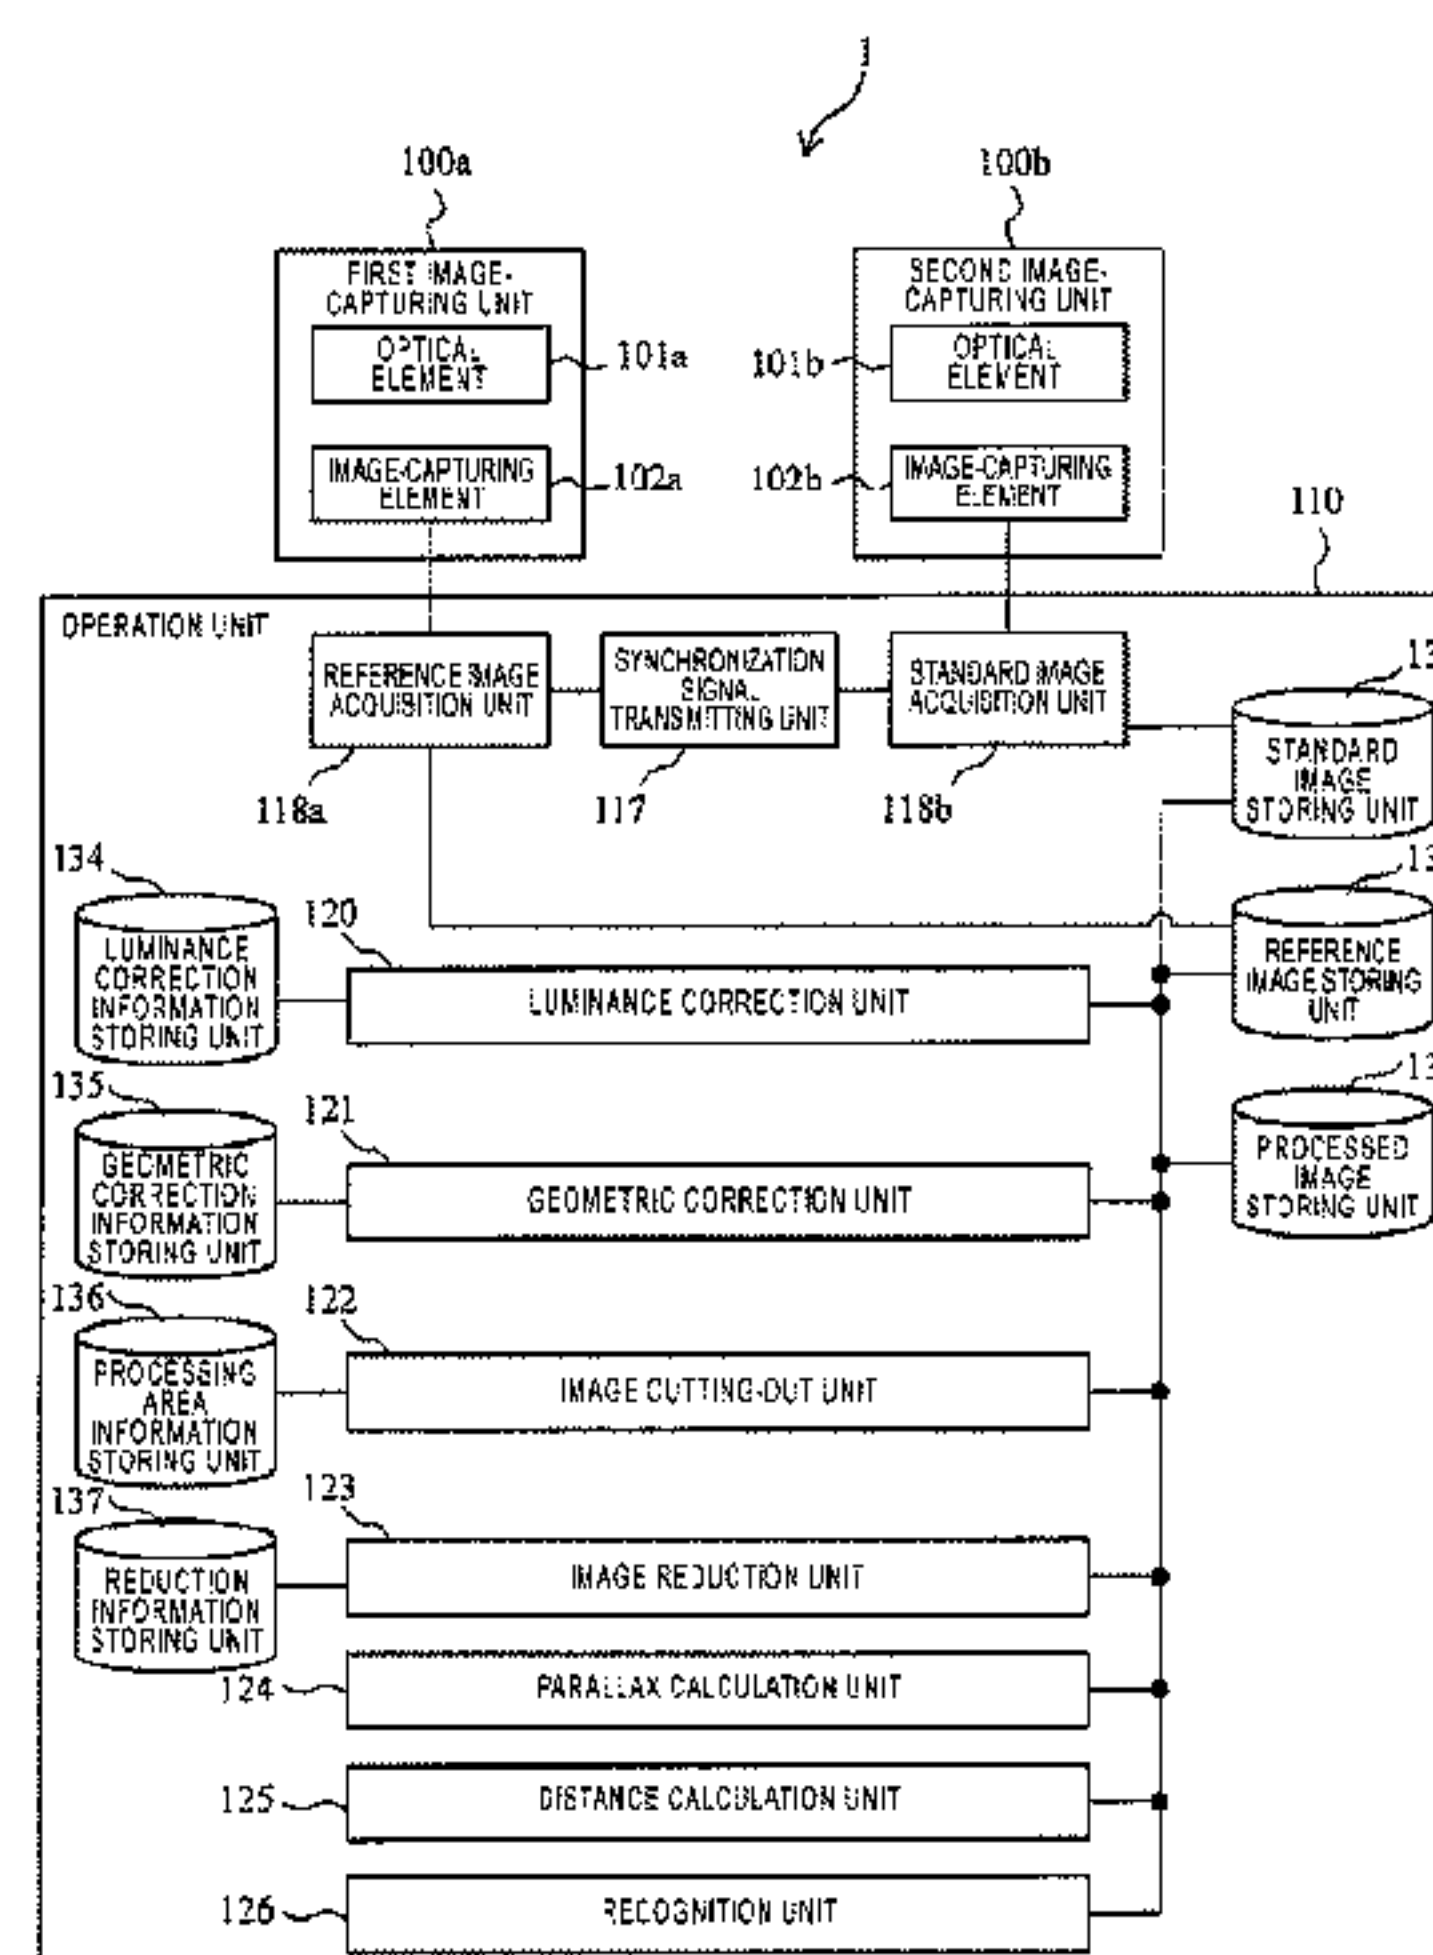 1
100a
100b
FIRST IMAGE-
CAPTURING UNIT
OPTICAL
ELEMENT
101a
IMAGE-CAPTURING
ELEMENT
102a
SECOND IMAGE-
CAPTURING UNIT
101b
OPTICAL
ELEMENT
102b
IMAGE-CAPTURING
ELEMENT
110
OPERATION UNIT
REFERENCE IMAGE
ACQUISITION UNIT
118a
SYNCHRONIZATION
SIGNAL
TRANSMITTING UNIT
117
STANDARD IMAGE
ACQUISITION UNIT
118b
13
STANDARD
IMAGE
STORING UNIT
13
REFERENCE
IMAGE STORING
UNIT
13
PROCESSED
IMAGE
STORING UNIT
134
LUMINANCE
CORRECTION
INFORMATION
STORING UNIT
120
LUMINANCE CORRECTION UNIT
135
GEOMETRIC
CORRECTION
INFORMATION
STORING UNIT
121
GEOMETRIC CORRECTION UNIT
136
PROCESSING
AREA
INFORMATION
STORING UNIT
122
IMAGE CUTTING-OUT UNIT
137
REDUCTION
INFORMATION
STORING UNIT
123
IMAGE REDUCTION UNIT
124
PARALLAX CALCULATION UNIT
125
DISTANCE CALCULATION UNIT
126
RECOGNITION UNIT